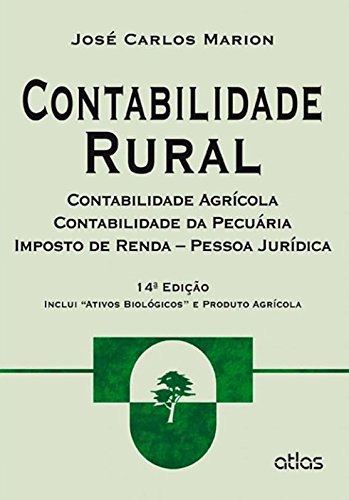 José Carlos Marion
Contabilidade
Rural
Contabilidade Agrícola
Contabilidade da Pecuária
Imposto de Renda – Pessoa Jurídica
14ª Edição
Inclui “Ativos Biológicos” e Produto Agrícola
atlas